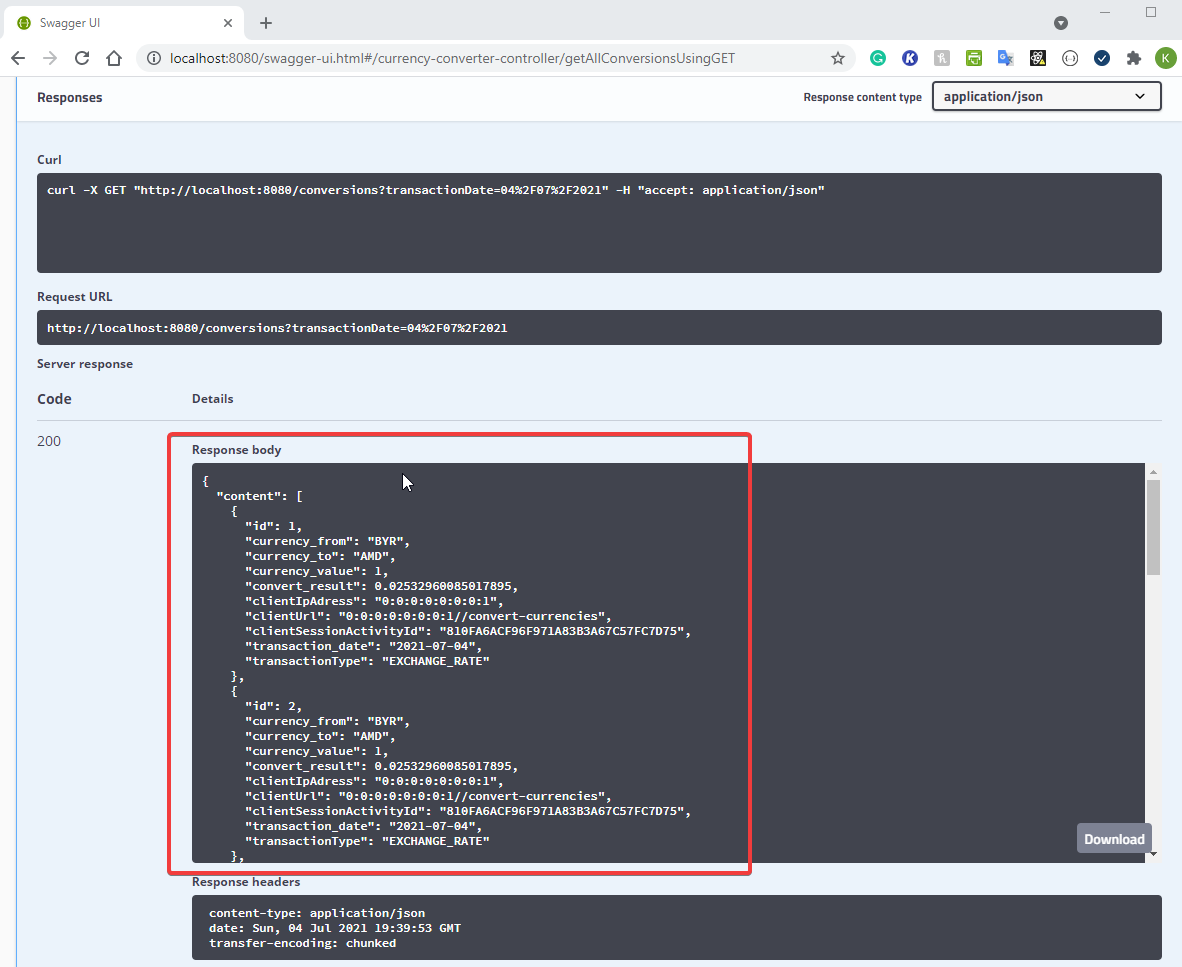 Swagger UI
localhost:8080/swagger-ui.html#/currency-converter-controller/getAllConversionsUsingGET
K
Responses
Response content type
application/json
Curl
curl -X GET "http://localhost:8080/conversions?transactionDate=04%2F07%2F2021" -H "accept: application/json"
Request URL
http://localhost:8080/conversions?transactionDate=04%2F07%2F2021
Server response
Code Details
200
Response body
{
  "content": [
    {
      "id": 1,
      "currency_from": "BYR",
      "currency_to": "AMD",
      "currency_value": 1,
      "convert_result": 0.02532960085017895,
      "clientIpAdress": "0:0:0:0:0:0:0:1",
      "clientUrl": "0:0:0:0:0:0:0:1//convert-currencies",
      "clientSessionActivityId": "810FA6ACF96F971A83B3A67C57FC7D75",
      "transaction_date": "2021-07-04",
      "transactionType": "EXCHANGE_RATE"
    },
    {
      "id": 2,
      "currency_from": "BYR",
      "currency_to": "AMD",
      "currency_value": 1,
      "convert_result": 0.02532960085017895,
      "clientIpAdress": "0:0:0:0:0:0:0:1",
      "clientUrl": "0:0:0:0:0:0:0:1//convert-currencies",
      "clientSessionActivityId": "810FA6ACF96F971A83B3A67C57FC7D75",
      "transaction_date": "2021-07-04",
      "transactionType": "EXCHANGE_RATE"
    },
Download
Response headers
content-type: application/json
date: Sun, 04 Jul 2021 19:39:53 GMT
transfer-encoding: chunked